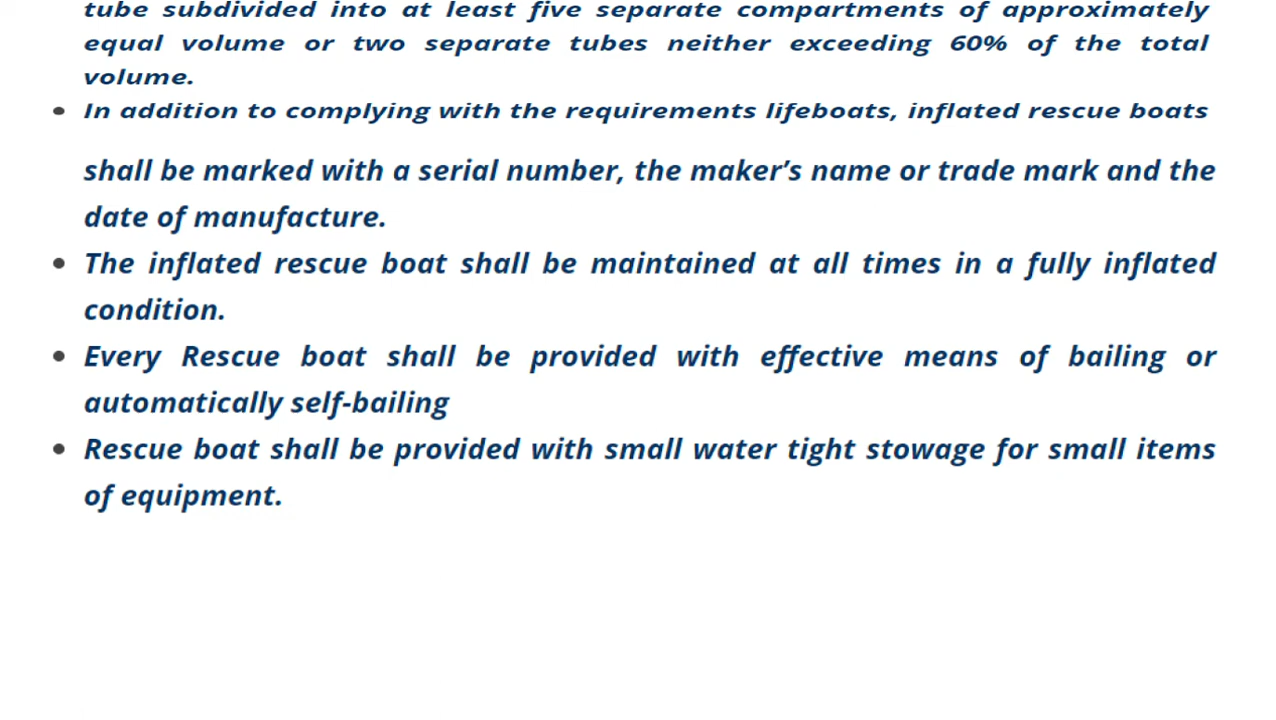 tube subdivided into at least five separate compartments of approximately
equal volume or two separate tubes neither exceeding 60% of the total
volume.
• In addition to complying with the requirements lifeboats, inflated rescue boats
shall be marked with a serial number, the maker’s name or trade mark and the
date of manufacture.
• The inflated rescue boat shall be maintained at all times in a fully inflated
condition.
• Every Rescue boat shall be provided with effective means of bailing or
automatically self-bailing
• Rescue boat shall be provided with small water tight stowage for small items
of equipment.